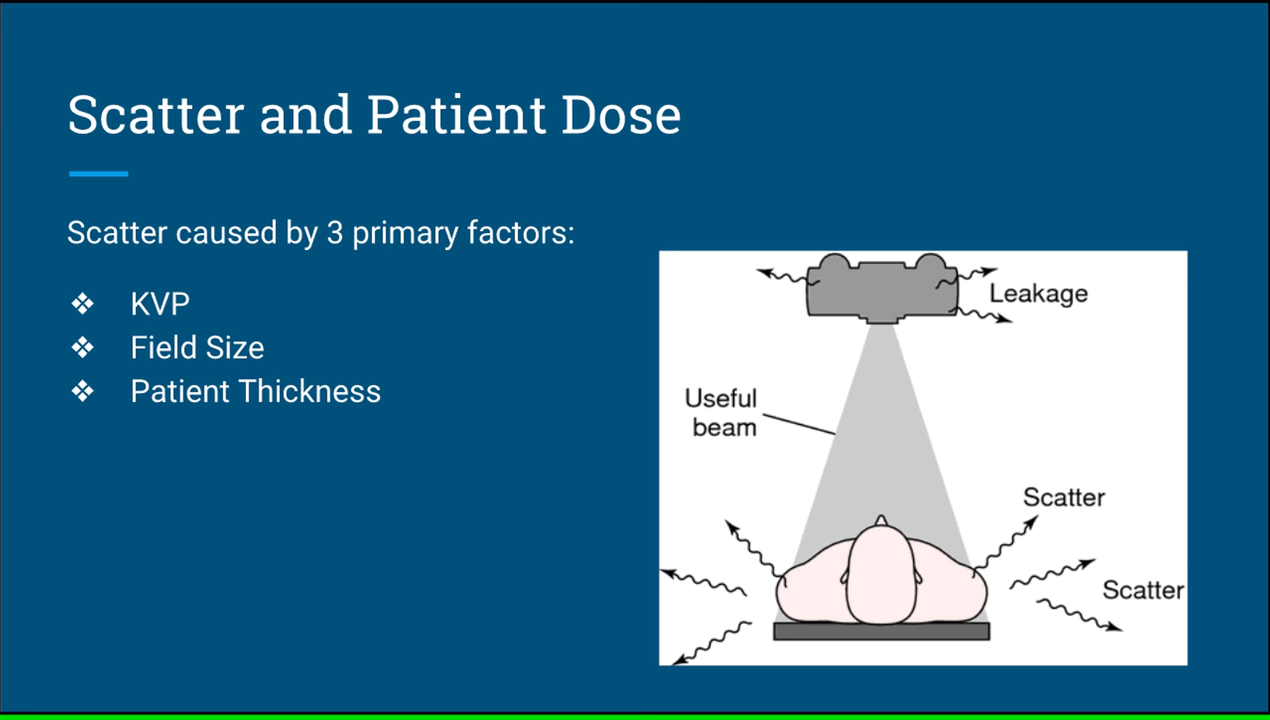 Scatter and Patient Dose
Scatter caused by 3 primary factors:
❖ KVP
❖ Field Size
❖ Patient Thickness
Leakage
Useful
beam
Scatter
Scatter